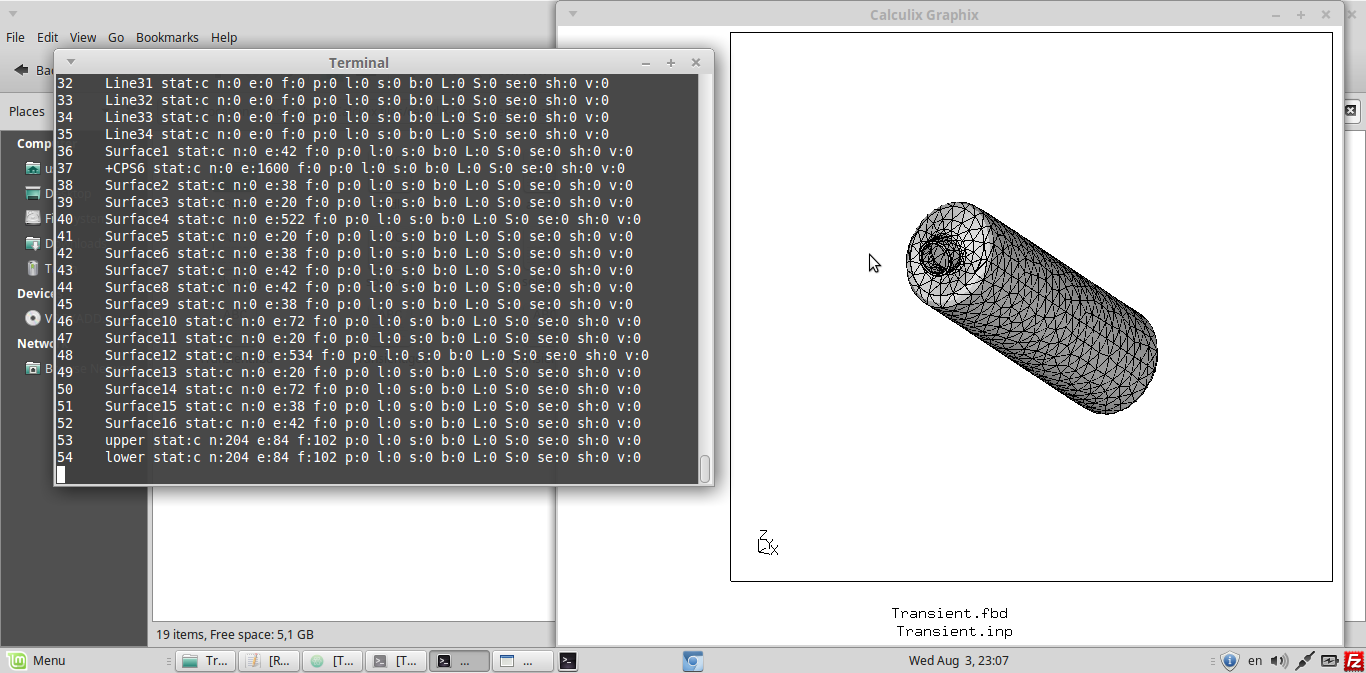 Calculix Graphix
File Edit View Go Bookmarks Help
Terminal
32 Line31 stat:c n:0 e:0 f:0 p:0 l:0 s:0 b:0 L:0 S:0 se:0 sh:0 v:0
33 Line32 stat:c n:0 e:0 f:0 p:0 l:0 s:0 b:0 L:0 S:0 se:0 sh:0 v:0
34 Line33 stat:c n:0 e:0 f:0 p:0 l:0 s:0 b:0 L:0 S:0 se:0 sh:0 v:0
35 Line34 stat:c n:0 e:0 f:0 p:0 l:0 s:0 b:0 L:0 S:0 se:0 sh:0 v:0
36 Surface1 stat:c n:0 e:42 f:0 p:0 l:0 s:0 b:0 L:0 S:0 se:0 sh:0 v:0
37 +CPS6 stat:c n:0 e:1600 f:0 p:0 l:0 s:0 b:0 L:0 S:0 se:0 sh:0 v:0
38 Surface2 stat:c n:0 e:38 f:0 p:0 l:0 s:0 b:0 L:0 S:0 se:0 sh:0 v:0
39 Surface3 stat:c n:0 e:20 f:0 p:0 l:0 s:0 b:0 L:0 S:0 se:0 sh:0 v:0
40 Surface4 stat:c n:0 e:522 f:0 p:0 l:0 s:0 b:0 L:0 S:0 se:0 sh:0 v:0
41 Surface5 stat:c n:0 e:20 f:0 p:0 l:0 s:0 b:0 L:0 S:0 se:0 sh:0 v:0
42 Surface6 stat:c n:0 e:38 f:0 p:0 l:0 s:0 b:0 L:0 S:0 se:0 sh:0 v:0
43 Surface7 stat:c n:0 e:42 f:0 p:0 l:0 s:0 b:0 L:0 S:0 se:0 sh:0 v:0
44 Surface8 stat:c n:0 e:42 f:0 p:0 l:0 s:0 b:0 L:0 S:0 se:0 sh:0 v:0
45 Surface9 stat:c n:0 e:38 f:0 p:0 l:0 s:0 b:0 L:0 S:0 se:0 sh:0 v:0
46 Surface10 stat:c n:0 e:72 f:0 p:0 l:0 s:0 b:0 L:0 S:0 se:0 sh:0 v:0
47 Surface11 stat:c n:0 e:20 f:0 p:0 l:0 s:0 b:0 L:0 S:0 se:0 sh:0 v:0
48 Surface12 stat:c n:0 e:534 f:0 p:0 l:0 s:0 b:0 L:0 S:0 se:0 sh:0 v:0
49 Surface13 stat:c n:0 e:20 f:0 p:0 l:0 s:0 b:0 L:0 S:0 se:0 sh:0 v:0
50 Surface14 stat:c n:0 e:72 f:0 p:0 l:0 s:0 b:0 L:0 S:0 se:0 sh:0 v:0
51 Surface15 stat:c n:0 e:38 f:0 p:0 l:0 s:0 b:0 L:0 S:0 se:0 sh:0 v:0
52 Surface16 stat:c n:0 e:42 f:0 p:0 l:0 s:0 b:0 L:0 S:0 se:0 sh:0 v:0
53 upper stat:c n:204 e:84 f:102 p:0 l:0 s:0 b:0 L:0 S:0 se:0 sh:0 v:0
54 lower stat:c n:204 e:84 f:102 p:0 l:0 s:0 b:0 L:0 S:0 se:0 sh:0 v:0
Places
Z
Y
X
Transient.fbd
Transient.inp
19 items, Free space: 5,1 GB
Menu
Tr...
[R...
[T...
[T...
...
...
Wed Aug 3, 23:07
en